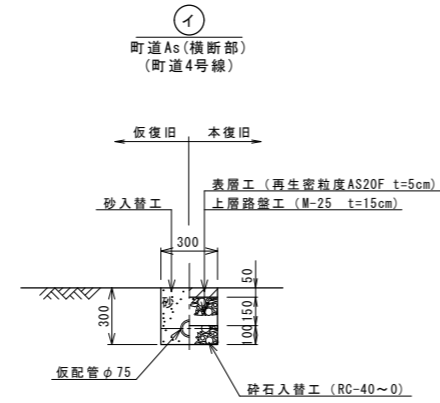 イ
町道As(横断部)
(町道4号線)
仮復旧
本復旧
表層工 (再生密粒度AS20F t=5cm)
砂入替工
上層路盤工 (M-25 t=15cm)
300
50
砂
300
150
100
仮配管φ75
砕石入替工 (RC-40~0)